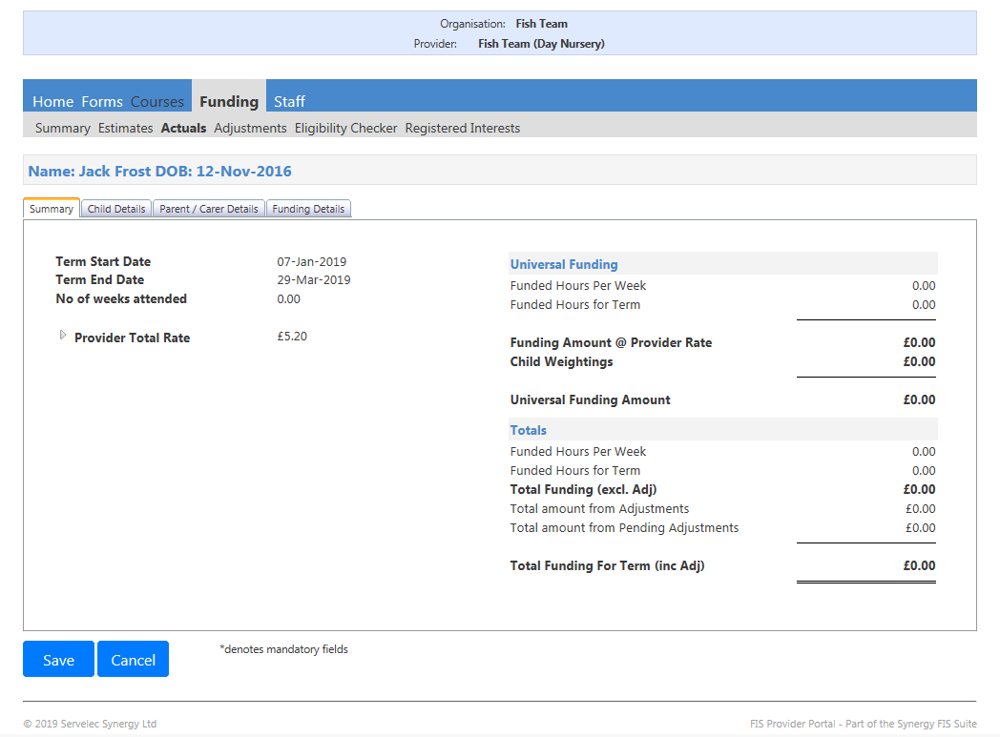 Organisation: Fish Team
Provider: Fish Team (Day Nursery)
Home Forms Courses Funding Staff
Summary Estimates Actuals Adjustments Eligibility Checker Registered Interests
Name: Jack Frost DOB: 12-Nov-2016
Summary Child Details Parent / Carer Details Funding Details
Term Start Date 07-Jan-2019
Term End Date 29-Mar-2019
No of weeks attended 0.00
Provider Total Rate £5.20
Universal Funding
Funded Hours Per Week 0.00
Funded Hours for Term 0.00
Funding Amount @ Provider Rate £0.00
Child Weightings £0.00
Universal Funding Amount £0.00
Totals
Funded Hours Per Week 0.00
Funded Hours for Term 0.00
Total Funding (excl. Adj) £0.00
Total amount from Adjustments £0.00
Total amount from Pending Adjustments £0.00
Total Funding For Term (inc Adj) £0.00
Save Cancel *denotes mandatory fields
© 2019 Servelec Synergy Ltd FIS Provider Portal - Part of the Synergy FIS Suite